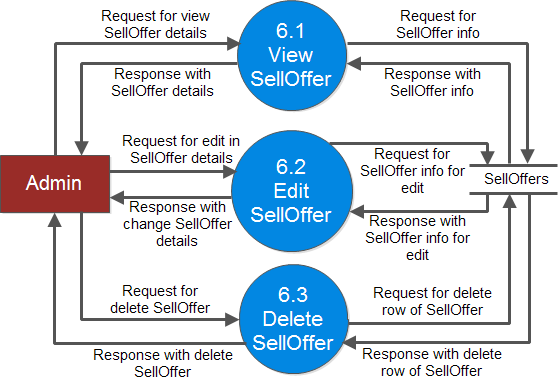 Request for view
SellOffer details
6.1
View
SellOffer
Request for
SellOffer info
Response with
SellOffer details
Response with
SellOffer info
Request for edit in
SellOffer details
6.2
Edit
SellOffer
Request for
SellOffer info for
edit
Admin
SellOffers
Response with
change SellOffer
details
Response with
SellOffer info for
edit
Request for
delete SellOffer
6.3
Delete
SellOffer
Request for delete
row of SellOffer
Response with delete
SellOffer
Response with delete
row of SellOffer